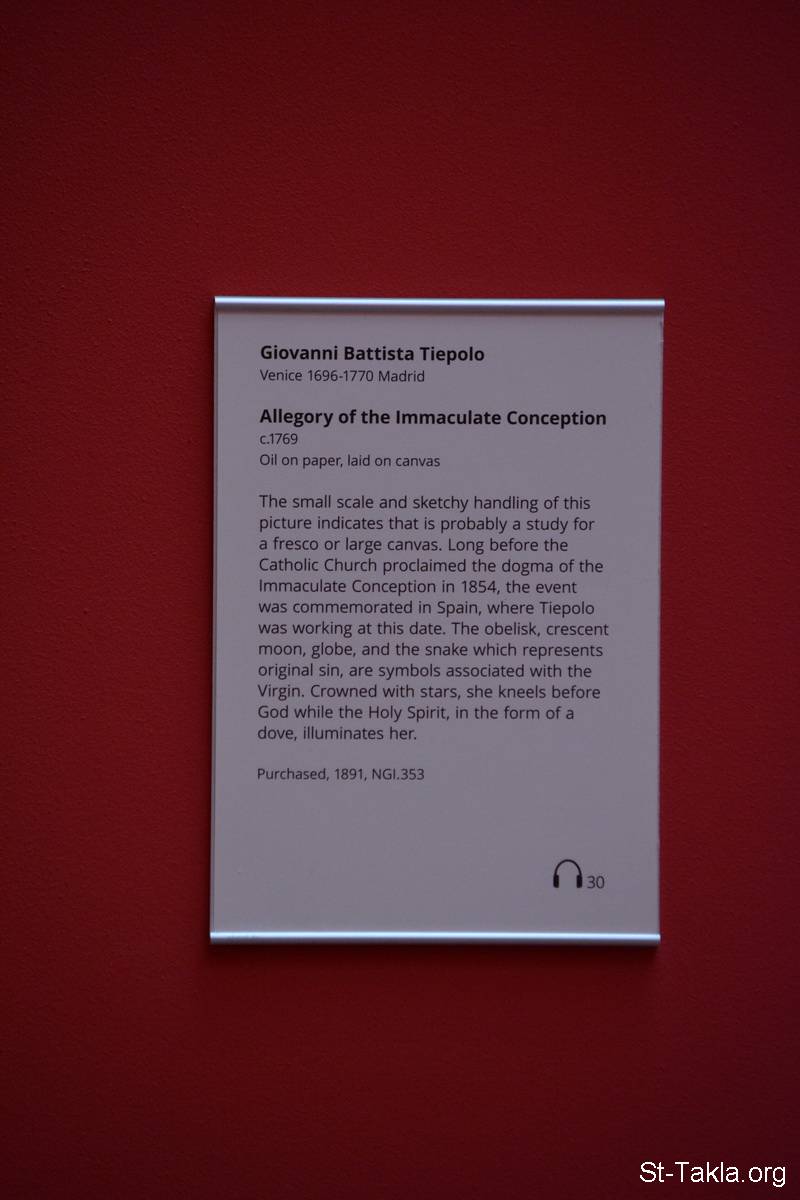 Giovanni Battista Tiepolo
Venice 1696-1770 Madrid
Allegory of the Immaculate Conception
c.1769
Oil on paper, laid on canvas
The small scale and sketchy handling of this
picture indicates that is probably a study for
a fresco or large canvas. Long before the
Catholic Church proclaimed the dogma of the
Immaculate Conception in 1854, the event
was commemorated in Spain, where Tiepolo
was working at this date. The obelisk, crescent
moon, globe, and the snake which represents
original sin, are symbols associated with the
Virgin. Crowned with stars, she kneels before
God while the Holy Spirit, in the form of a
dove, illuminates her.
Purchased, 1891, NGI.353
30
St-Takla.org